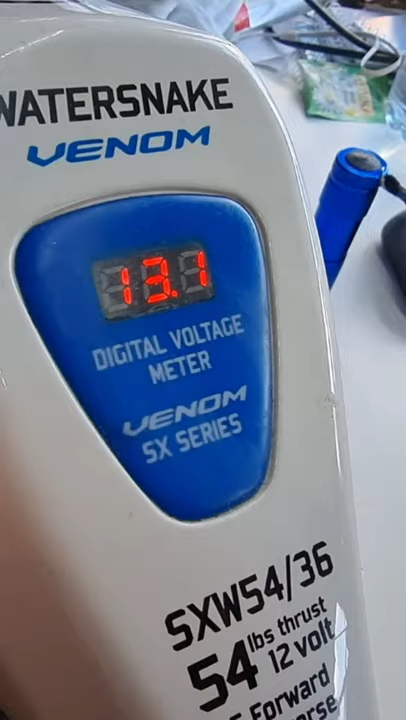 WATERSNAKE
VENOM
13.1
DIGITAL VOLTAGE
METER
VENOM
SX SERIES
SXW54/36
54 lbs thrust
12 volt
Forward